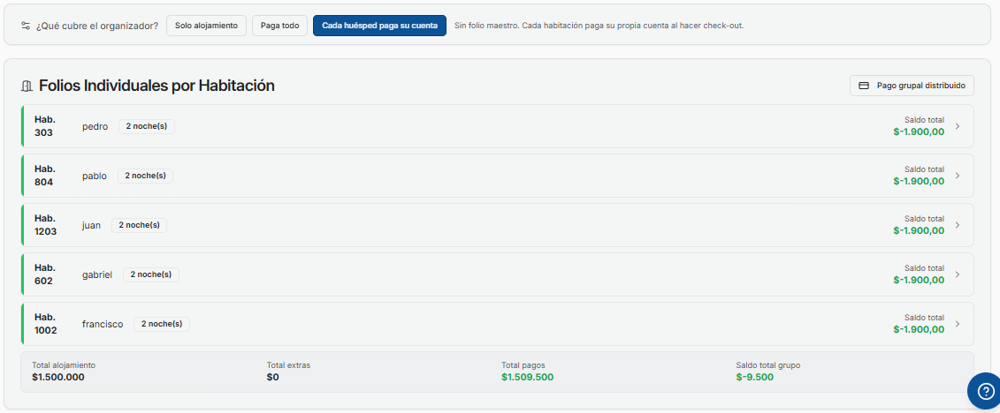 ¿Qué cubre el organizador? Solo alojamiento Paga todo Cada huésped paga su cuenta Sin folio maestro. Cada habitación paga su propia cuenta al hacer check-out.
Folios Individuales por Habitación
Pago grupal distribuido
Hab.
303
pedro
2 noche(s)
Saldo total
$-1.900,00
Hab.
804
pablo
2 noche(s)
Saldo total
$-1.900,00
Hab.
1203
juan
2 noche(s)
Saldo total
$-1.900,00
Hab.
602
gabriel
2 noche(s)
Saldo total
$-1.900,00
Hab.
1002
francisco
2 noche(s)
Saldo total
$-1.900,00
Total alojamiento
$1.500.000
Total extras
$0
Total pagos
$1.509.500
Saldo total grupo
$-9.500